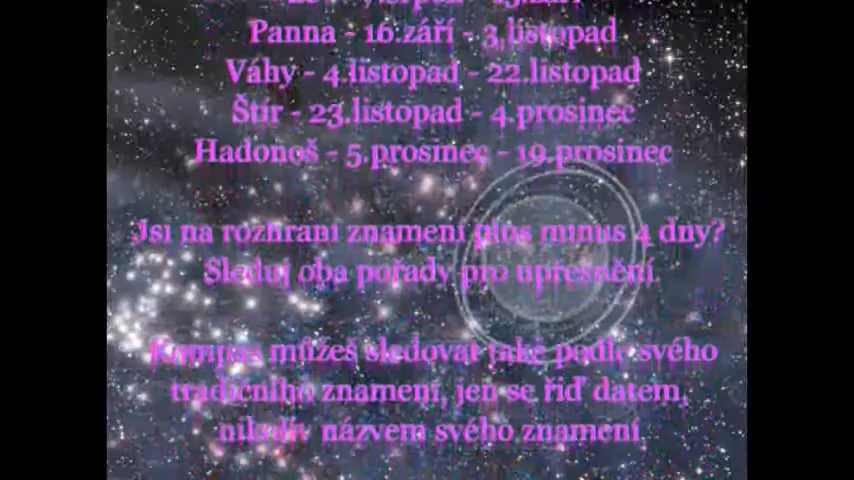 Panna - 16.září - 3.listopad
Váhy - 4.listopad - 22.listopad
Štír - 23.listopad - 4.prosinec
Hadonoš - 5.prosinec - 19.prosinec
Jsi na rozhraní znamení plus minus 4 dny?
Sleduj oba pořady pro upřesnění.
Kompas můžeš sledovat také podle svého
tradičního znamení, jen se řiď datem,
nikoliv názvem svého znamení.